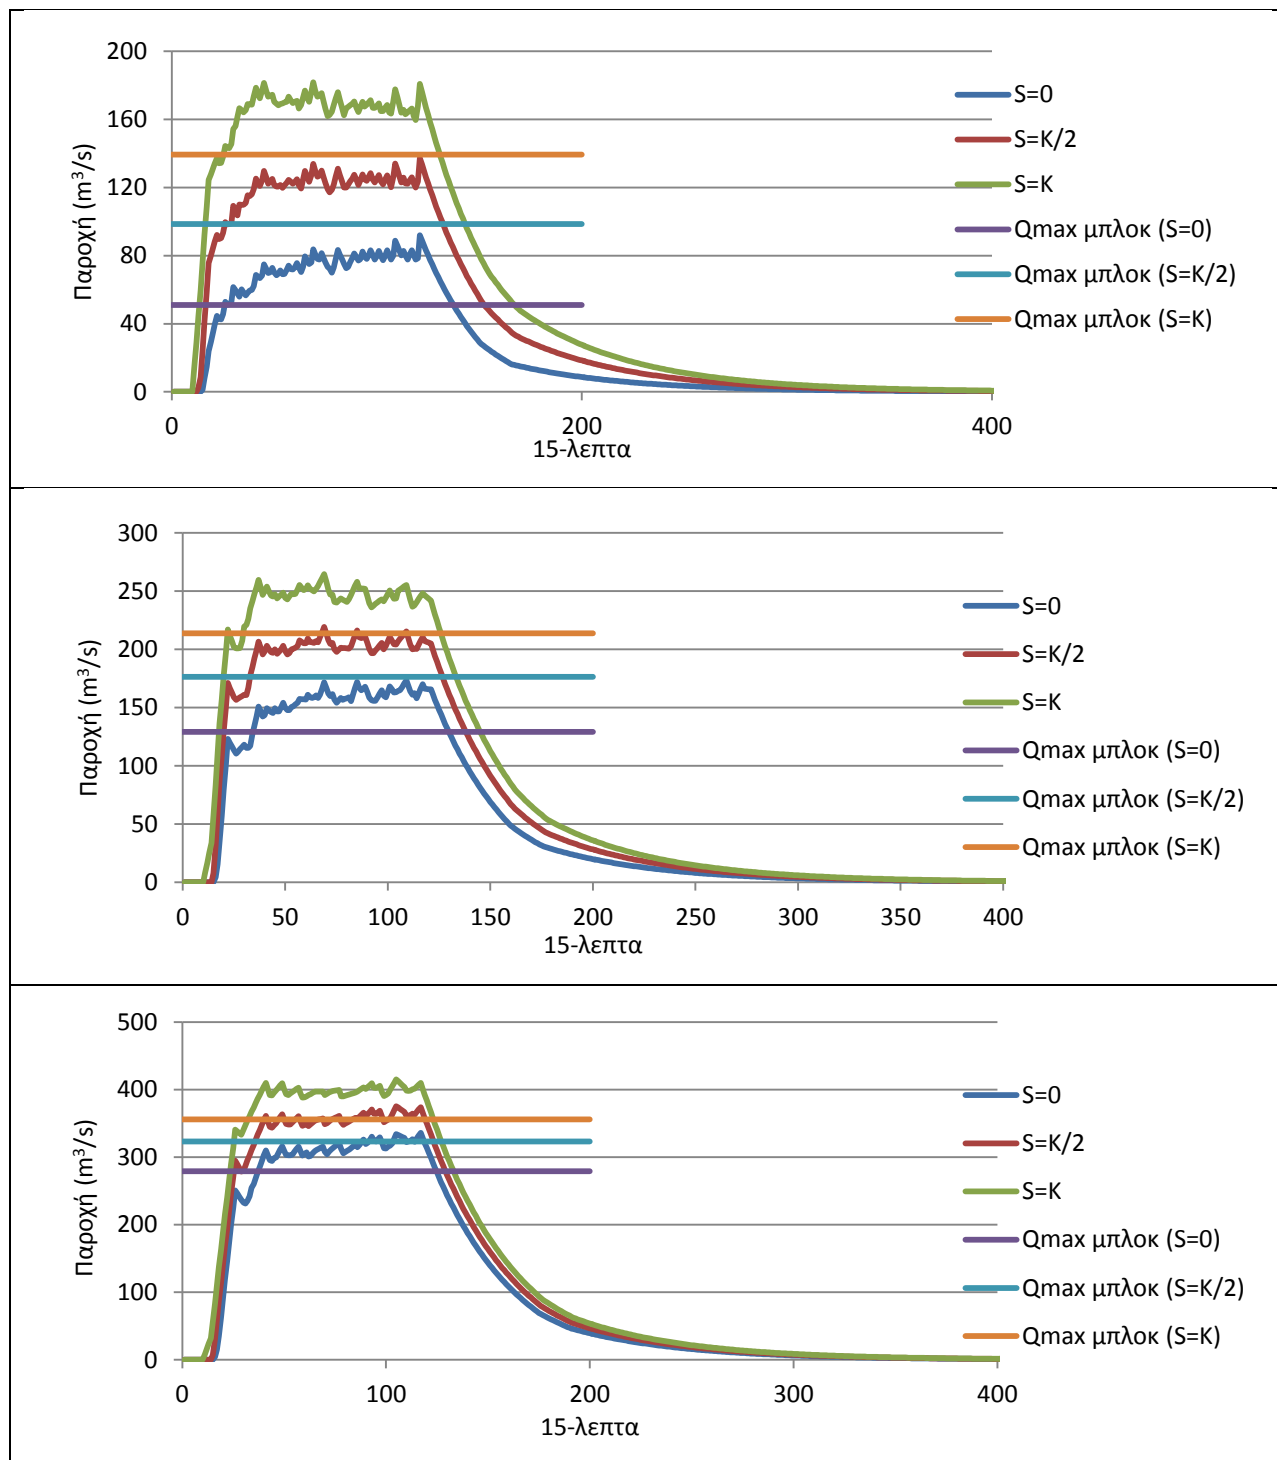 200
160
120
80
40
0
Παροχή (m³/s)
0
200
400
15-λεπτα
S=0
S=K/2
S=K
Qmax μπλοκ (S=0)
Qmax μπλοκ (S=K/2)
Qmax μπλοκ (S=K)
300
250
200
150
100
50
0
Παροχή (m³/s)
0
50
100
150
200
250
300
350
400
15-λεπτα
S=0
S=K/2
S=K
Qmax μπλοκ (S=0)
Qmax μπλοκ (S=K/2)
Qmax μπλοκ (S=K)
500
400
300
200
100
0
Παροχή (m³/s)
0
100
200
300
400
15-λεπτα
S=0
S=K/2
S=K
Qmax μπλοκ (S=0)
Qmax μπλοκ (S=K/2)
Qmax μπλοκ (S=K)